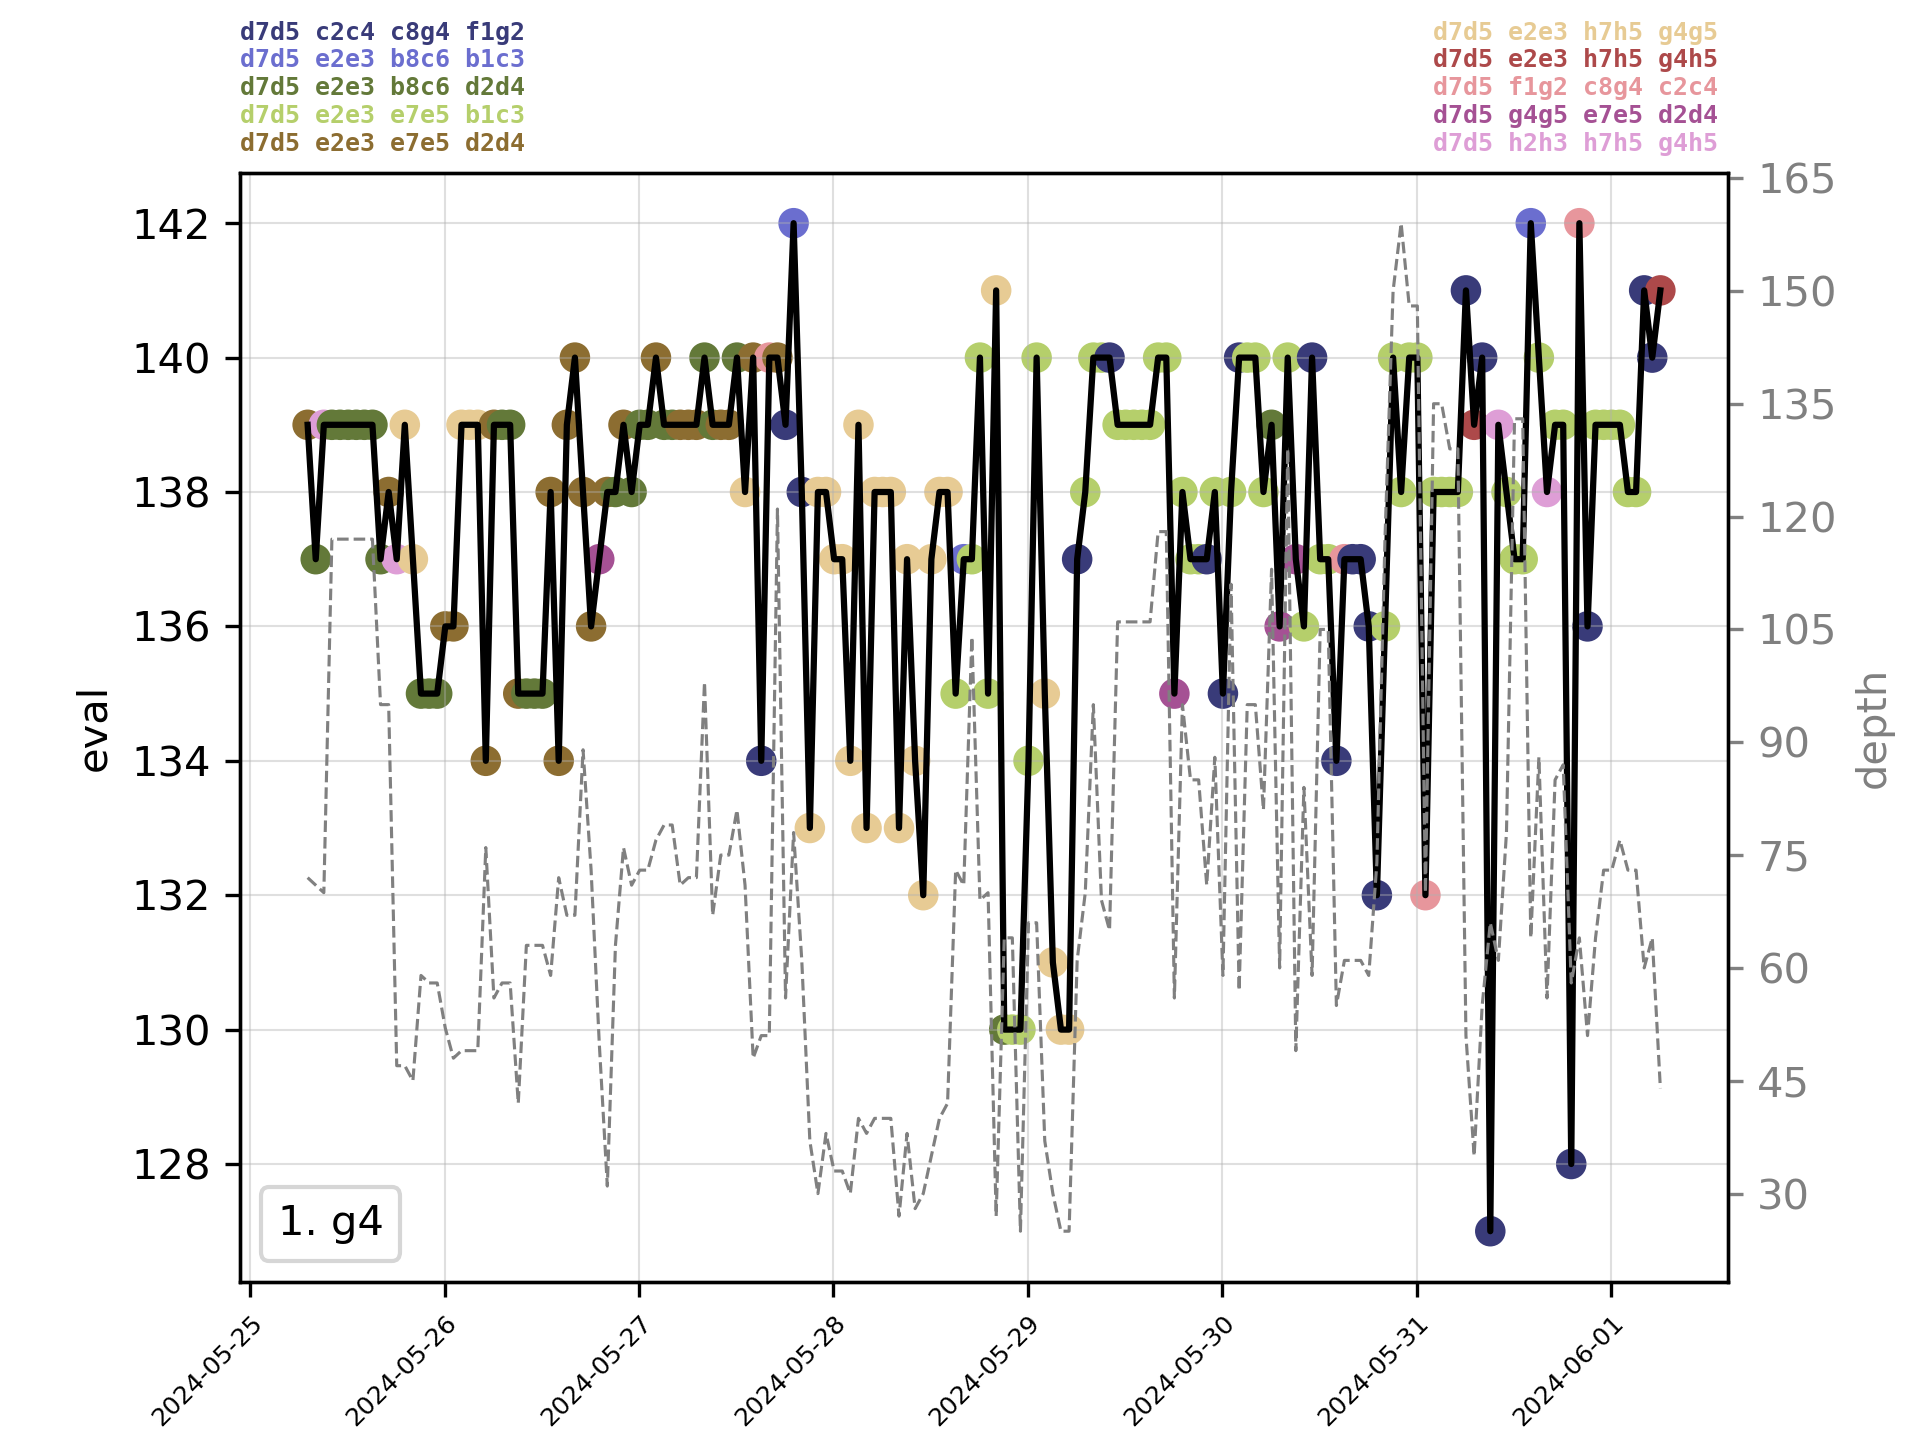 d7d5 c2c4 c8g4 f1g2
d7d5 e2e3 b8c6 b1c3
d7d5 e2e3 b8c6 d2d4
d7d5 e2e3 e7e5 b1c3
d7d5 e2e3 e7e5 d2d4
d7d5 e2e3 h7h5 g4g5
d7d5 e2e3 h7h5 g4h5
d7d5 f1g2 c8g4 c2c4
d7d5 g4g5 e7e5 d2d4
d7d5 h2h3 h7h5 g4h5
142
140
138
136
134
132
130
128
eval
165
150
135
120
105
90
75
60
45
30
depth
1. g4
2024-05-25
2024-05-26
2024-05-27
2024-05-28
2024-05-29
2024-05-30
2024-05-31
2024-06-01